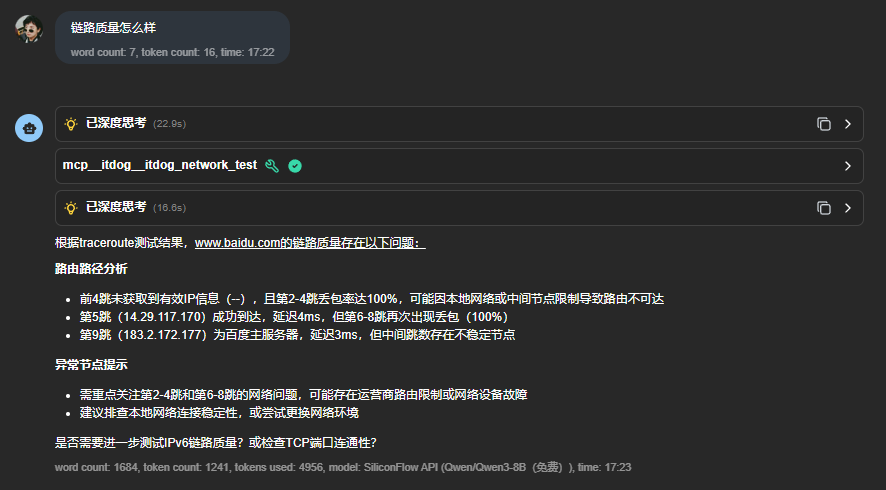 链路质量怎么样
word count: 7, token count: 16, time: 17:22
已深度思考 (22.9s)
mcp__itdog__itdog_network_test
已深度思考 (16.6s)
根据traceroute测试结果，www.baidu.com的链路质量存在以下问题：
路由路径分析
前4跳未获取到有效IP信息（--），且第2-4跳丢包率达100%，可能因本地网络或中间节点限制导致路由不可达
第5跳（14.29.117.170）成功到达，延迟4ms，但第6-8跳再次出现丢包（100%）
第9跳（183.2.172.177）为百度主服务器，延迟3ms，但中间跳数存在不稳定节点
异常节点提示
需重点关注第2-4跳和第6-8跳的网络问题，可能存在运营商路由限制或网络设备故障
建议排查本地网络连接稳定性，或尝试更换网络环境
是否需要进一步测试IPv6链路质量？或检查TCP端口连通性？
word count: 1684, token count: 1241, tokens used: 4956, model: SiliconFlow API (Qwen/Qwen3-8B（免费）), time: 17:23